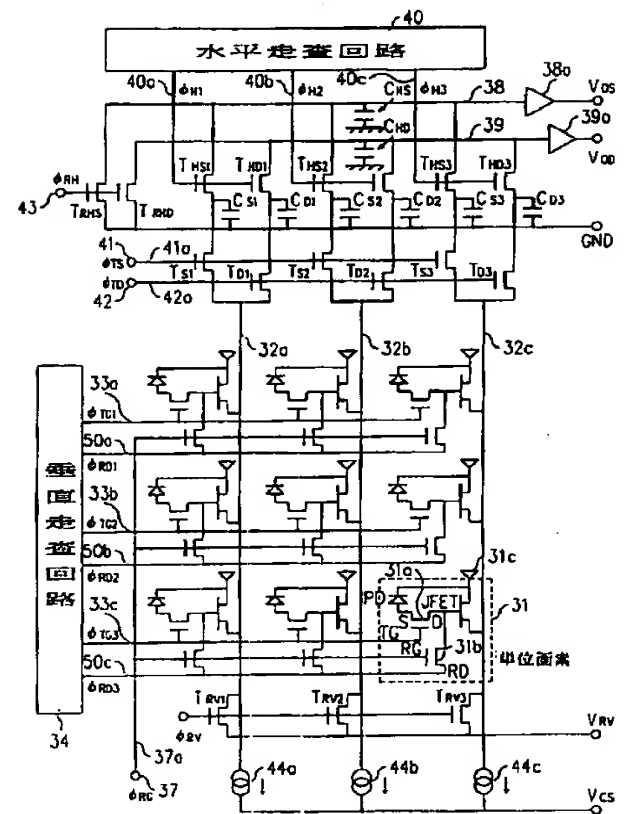 40
水平走査回路
40a
φH1
40b
φH2
40c
φH3
CHS
CHD
38
38a
VOS
39
39a
VOD
φRH
43
TRHS
TRHD
THS1
THD1
THS2
THS3
THD3
CS1
CD1
CS2
CD2
CS3
CD3
GND
41
φTS
41a
φTD
42
42a
TS1
TD1
TS2
TD2
TS3
TD3
32a
32b
32c
33a
φTG1
50a
φRD1
33b
φTG2
50b
φRD2
33c
φTG3
50c
φRD3
垂直走査回路
34
31c
31a
PD
JFET
31
S
D
TG
RG
31b
RD
単位画素
TRV1
TRV2
TRV3
φRV
VRV
37a
37
φRG
44a
44b
44c
VCS